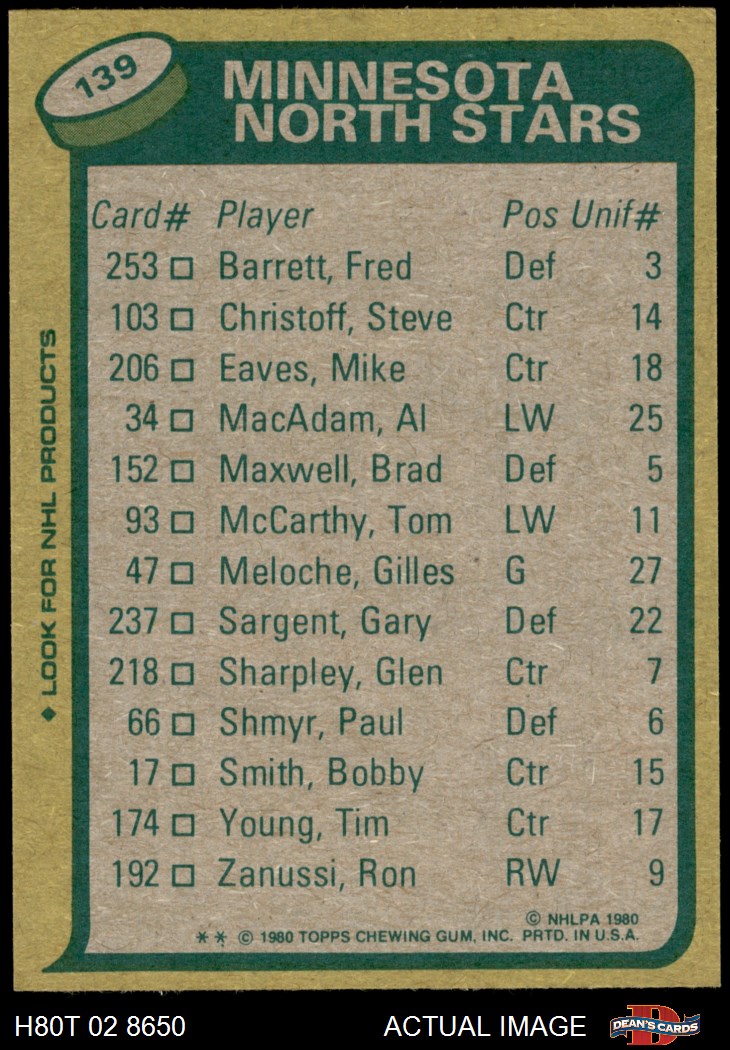 139
MINNESOTA
NORTH STARS
Card# Player Pos Unif#
253 □ Barrett, Fred Def 3
103 □ Christoff, Steve Ctr 14
206 □ Eaves, Mike Ctr 18
34 □ MacAdam, Al LW 25
152 □ Maxwell, Brad Def 5
93 □ McCarthy, Tom LW 11
47 □ Meloche, Gilles G 27
237 □ Sargent, Gary Def 22
218 □ Sharpley, Glen Ctr 7
66 □ Shmyr, Paul Def 6
17 □ Smith, Bobby Ctr 15
174 □ Young, Tim Ctr 17
192 □ Zanussi, Ron RW 9
© NHLPA 1980
** © 1980 TOPPS CHEWING GUM, INC. PRTD. IN U.S.A.
◆ LOOK FOR NHL PRODUCTS
H80T 02 8650 ACTUAL IMAGE
D
DEAN'S CARDS